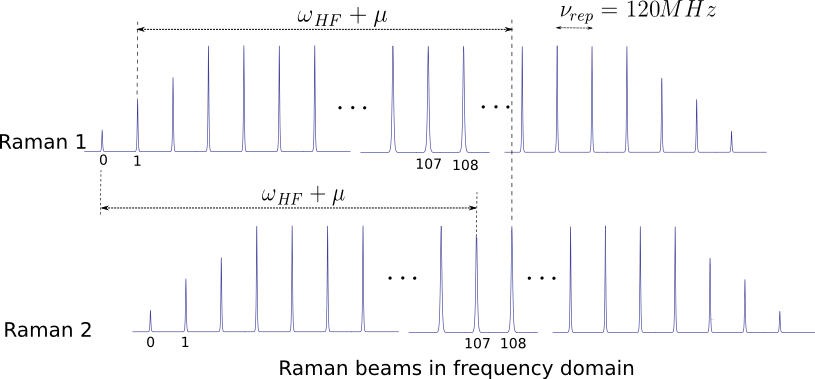 ω_HF + μ
ν_rep = 120MHz
. . .
. . .
Raman 1
0 1 107 108
ω_HF + μ
. . .
. . .
Raman 2
0 1 107 108
Raman beams in frequency domain